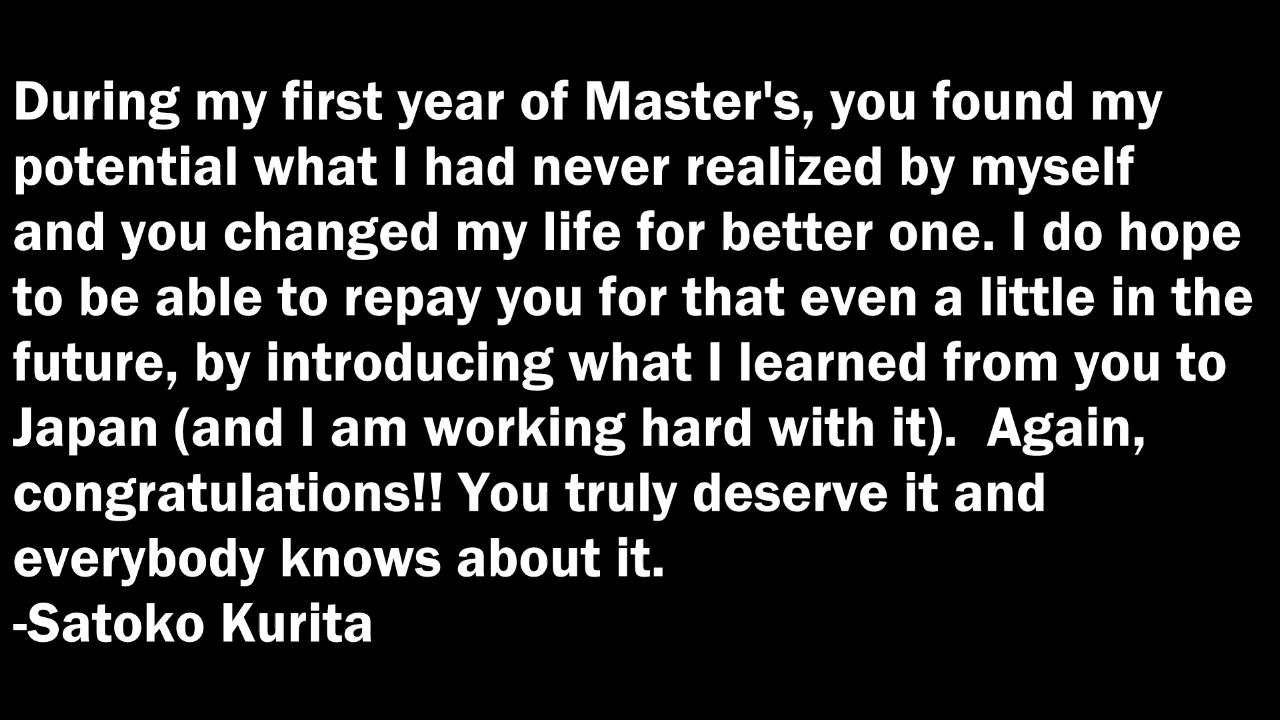 During my first year of Master's, you found my
potential what I had never realized by myself
and you changed my life for better one. I do hope
to be able to repay you for that even a little in the
future, by introducing what I learned from you to
Japan (and I am working hard with it).  Again,
congratulations!! You truly deserve it and
everybody knows about it.
-Satoko Kurita